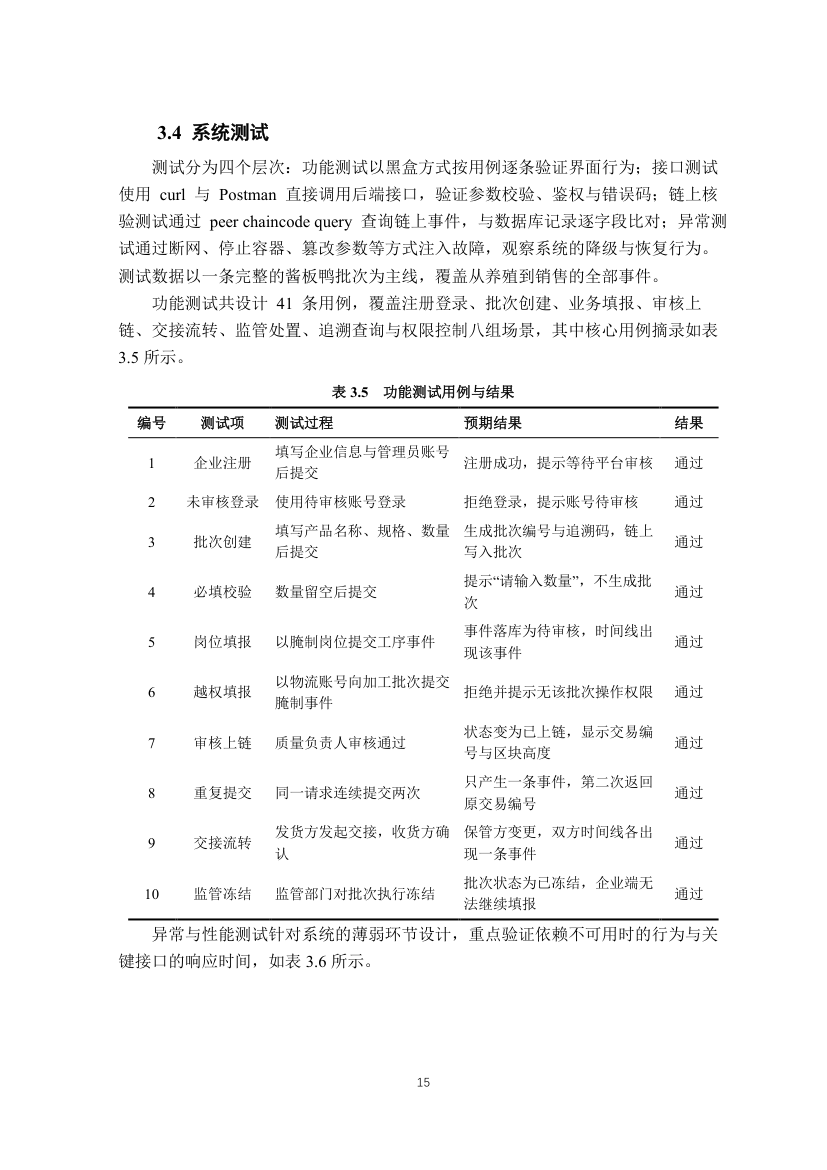 3.4 系统测试
测试分为四个层次：功能测试以黑盒方式按用例逐条验证界面行为；接口测试
使用 curl 与 Postman 直接调用后端接口，验证参数校验、鉴权与错误码；链上核
验测试通过 peer chaincode query 查询链上事件，与数据库记录逐字段比对；异常测
试通过断网、停止容器、篡改参数等方式注入故障，观察系统的降级与恢复行为。
测试数据以一条完整的酱板鸭批次为主线，覆盖从养殖到销售的全部事件。
功能测试共设计 41 条用例，覆盖注册登录、批次创建、业务填报、审核上
链、交接流转、监管处置、追溯查询与权限控制八组场景，其中核心用例摘录如表
3.5 所示。
表 3.5 功能测试用例与结果
编号 测试项 测试过程 预期结果 结果
1 企业注册 填写企业信息与管理员账号 注册成功，提示等待平台审核 通过
后提交
2 未审核登录 使用待审核账号登录 拒绝登录，提示账号待审核 通过
3 批次创建 填写产品名称、规格、数量 生成批次编号与追溯码，链上 通过
后提交 写入批次
4 必填校验 数量留空后提交 提示“请输入数量”，不生成批 通过
次
5 岗位填报 以腌制岗位提交工序事件 事件落库为待审核，时间线出 通过
现该事件
6 越权填报 以物流账号向加工批次提交 拒绝并提示无该批次操作权限 通过
腌制事件
7 审核上链 质量负责人审核通过 状态变为已上链，显示交易编 通过
号与区块高度
8 重复提交 同一请求连续提交两次 只产生一条事件，第二次返回 通过
原交易编号
9 交接流转 发货方发起交接，收货方确 保管方变更，双方时间线各出 通过
认 现一条事件
10 监管冻结 监管部门对批次执行冻结 批次状态为已冻结，企业端无 通过
法继续填报
异常与性能测试针对系统的薄弱环节设计，重点验证依赖不可用时的行为与关
键接口的响应时间，如表 3.6 所示。
15